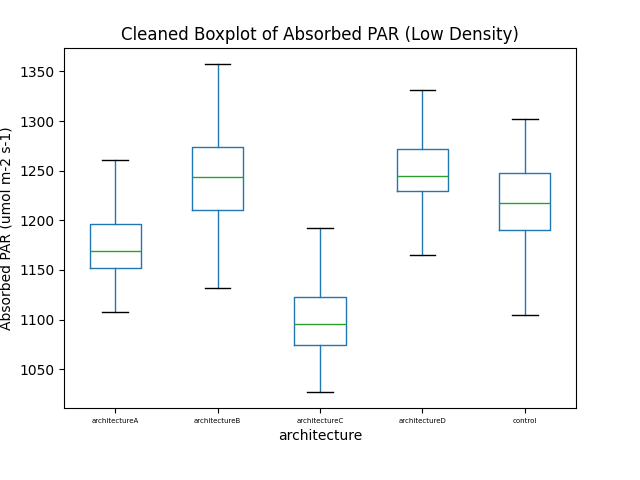 Cleaned Boxplot of Absorbed PAR (Low Density)
Absorbed PAR (umol m-2 s-1)
1350
1300
1250
1200
1150
1100
1050
architectureA architectureB architectureC architectureD control
architecture